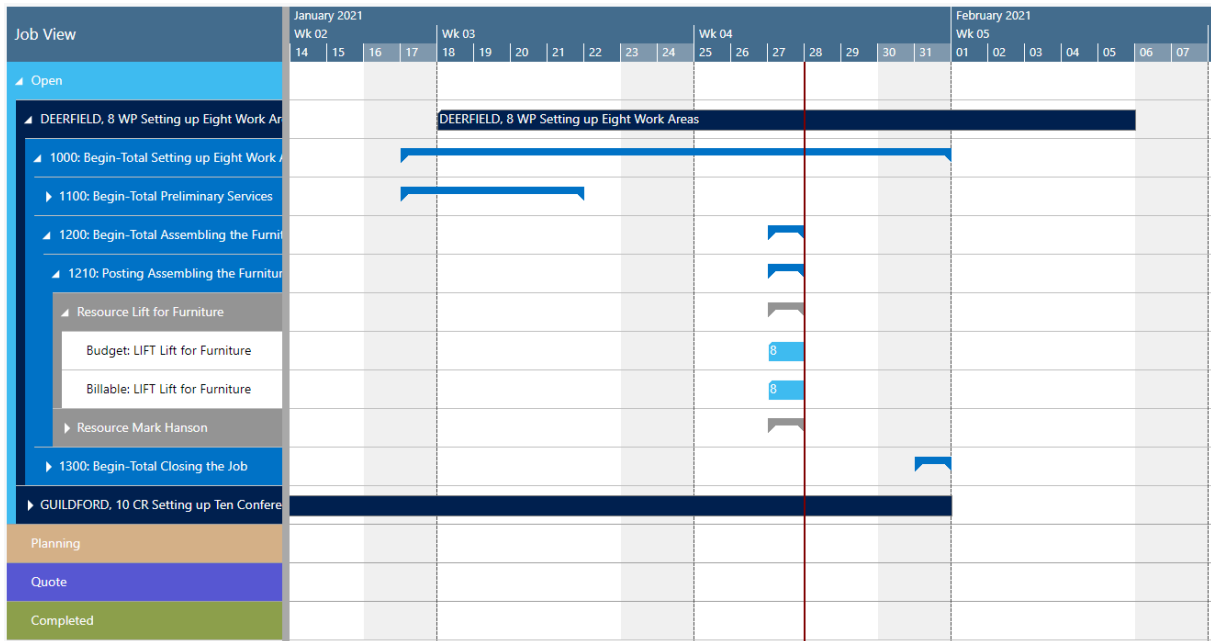 Job View
January 2021 February 2021
Wk 02 Wk 03 Wk 04 Wk 05
14 15 16 17 18 19 20 21 22 23 24 25 26 27 28 29 30 31 01 02 03 04 05 06 07
Open
DEERFIELD, 8 WP Setting up Eight Work Ar DEERFIELD, 8 WP Setting up Eight Work Areas
1000: Begin-Total Setting up Eight Work A
1100: Begin-Total Preliminary Services
1200: Begin-Total Assembling the Furnit
1210: Posting Assembling the Furnitur
Resource Lift for Furniture
Budget: LIFT Lift for Furniture 8
Billable: LIFT Lift for Furniture 8
Resource Mark Hanson
1300: Begin-Total Closing the Job
GUILDFORD, 10 CR Setting up Ten Confere
Planning
Quote
Completed